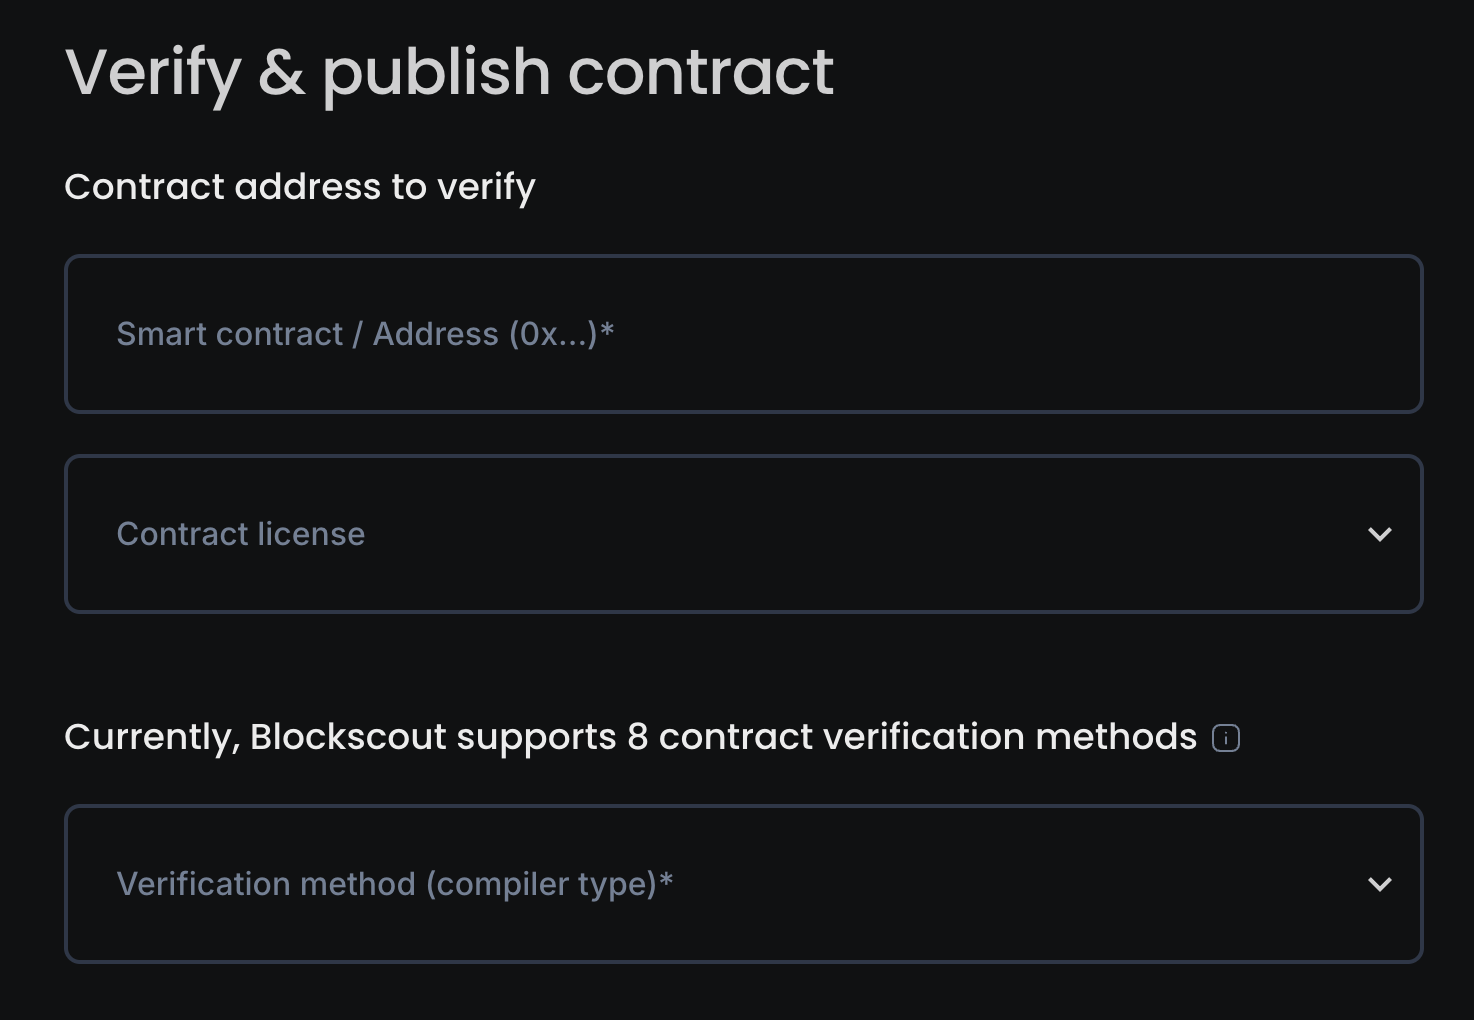 Verify & publish contract
Contract address to verify
Smart contract / Address (0x...)*
Contract license
Currently, Blockscout supports 8 contract verification methods
Verification method (compiler type)*